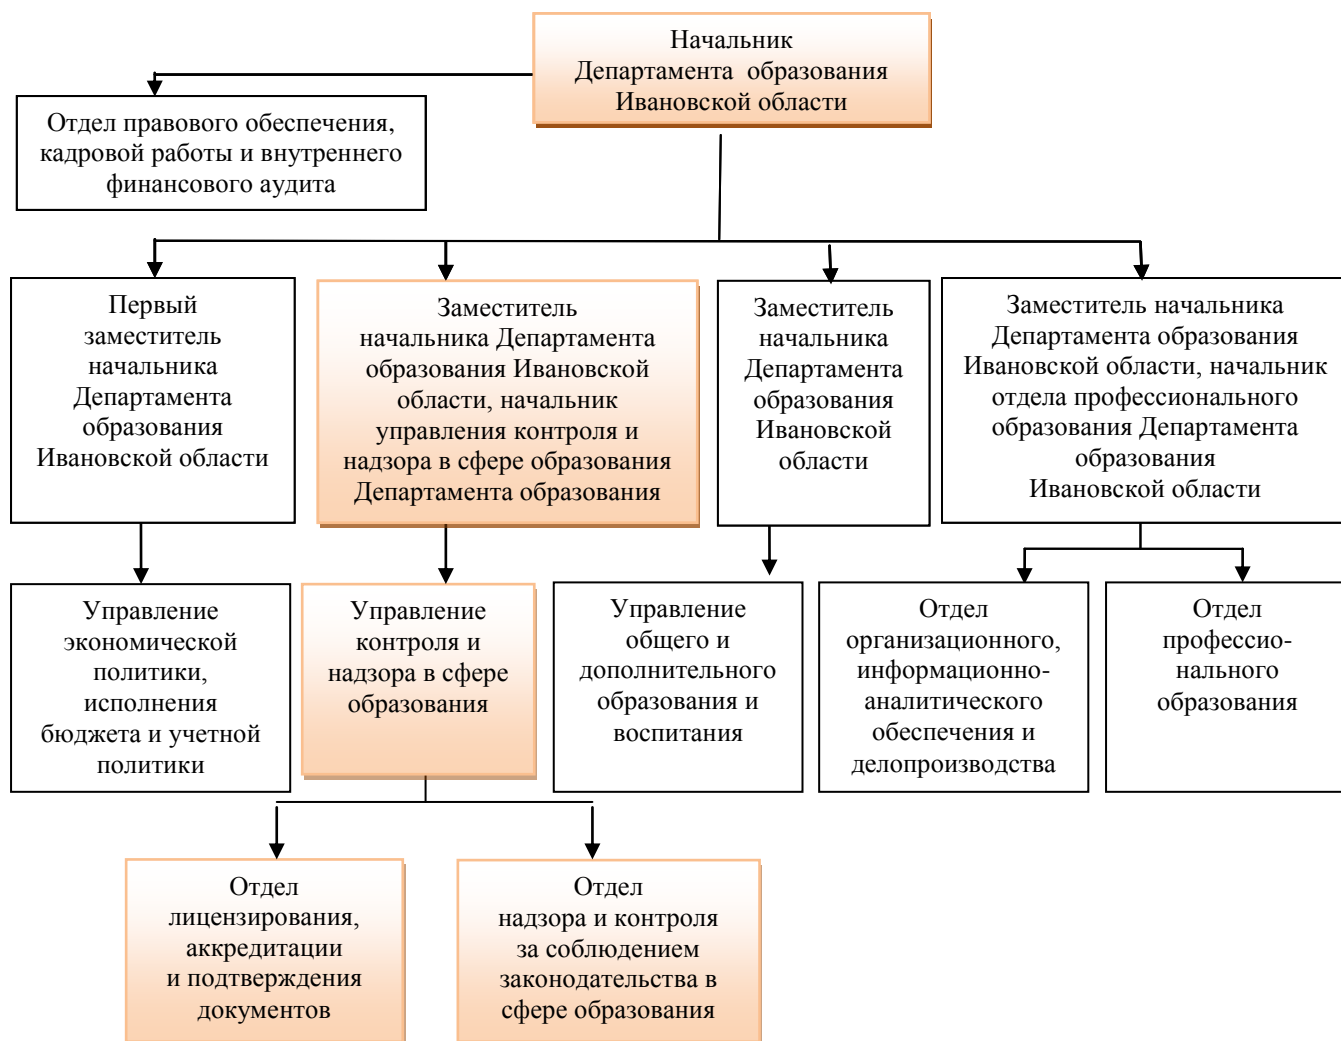 Начальник
Департамента образования
Ивановской области
Отдел правового обеспечения,
кадровой работы и внутреннего
финансового аудита
Первый
заместитель
начальника
Департамента
образования
Ивановской области
Заместитель
начальника Департамента
образования Ивановской
области, начальник
управления контроля и
надзора в сфере образования
Департамента образования
Заместитель
начальника
Департамента
образования
Ивановской
области
Заместитель начальника
Департамента образования
Ивановской области, начальник
отдела профессионального
образования Департамента
образования
Ивановской области
Управление
экономической
политики,
исполнения
бюджета и учетной
политики
Управление
контроля и
надзора в сфере
образования
Управление
общего и
дополнительного
образования и
воспитания
Отдел
организационного,
информационно-
аналитического
обеспечения и
делопроизводства
Отдел
профессио-
нального
образования
Отдел
лицензирования,
аккредитации
и подтверждения
документов
Отдел
надзора и контроля
за соблюдением
законодательства в
сфере образования